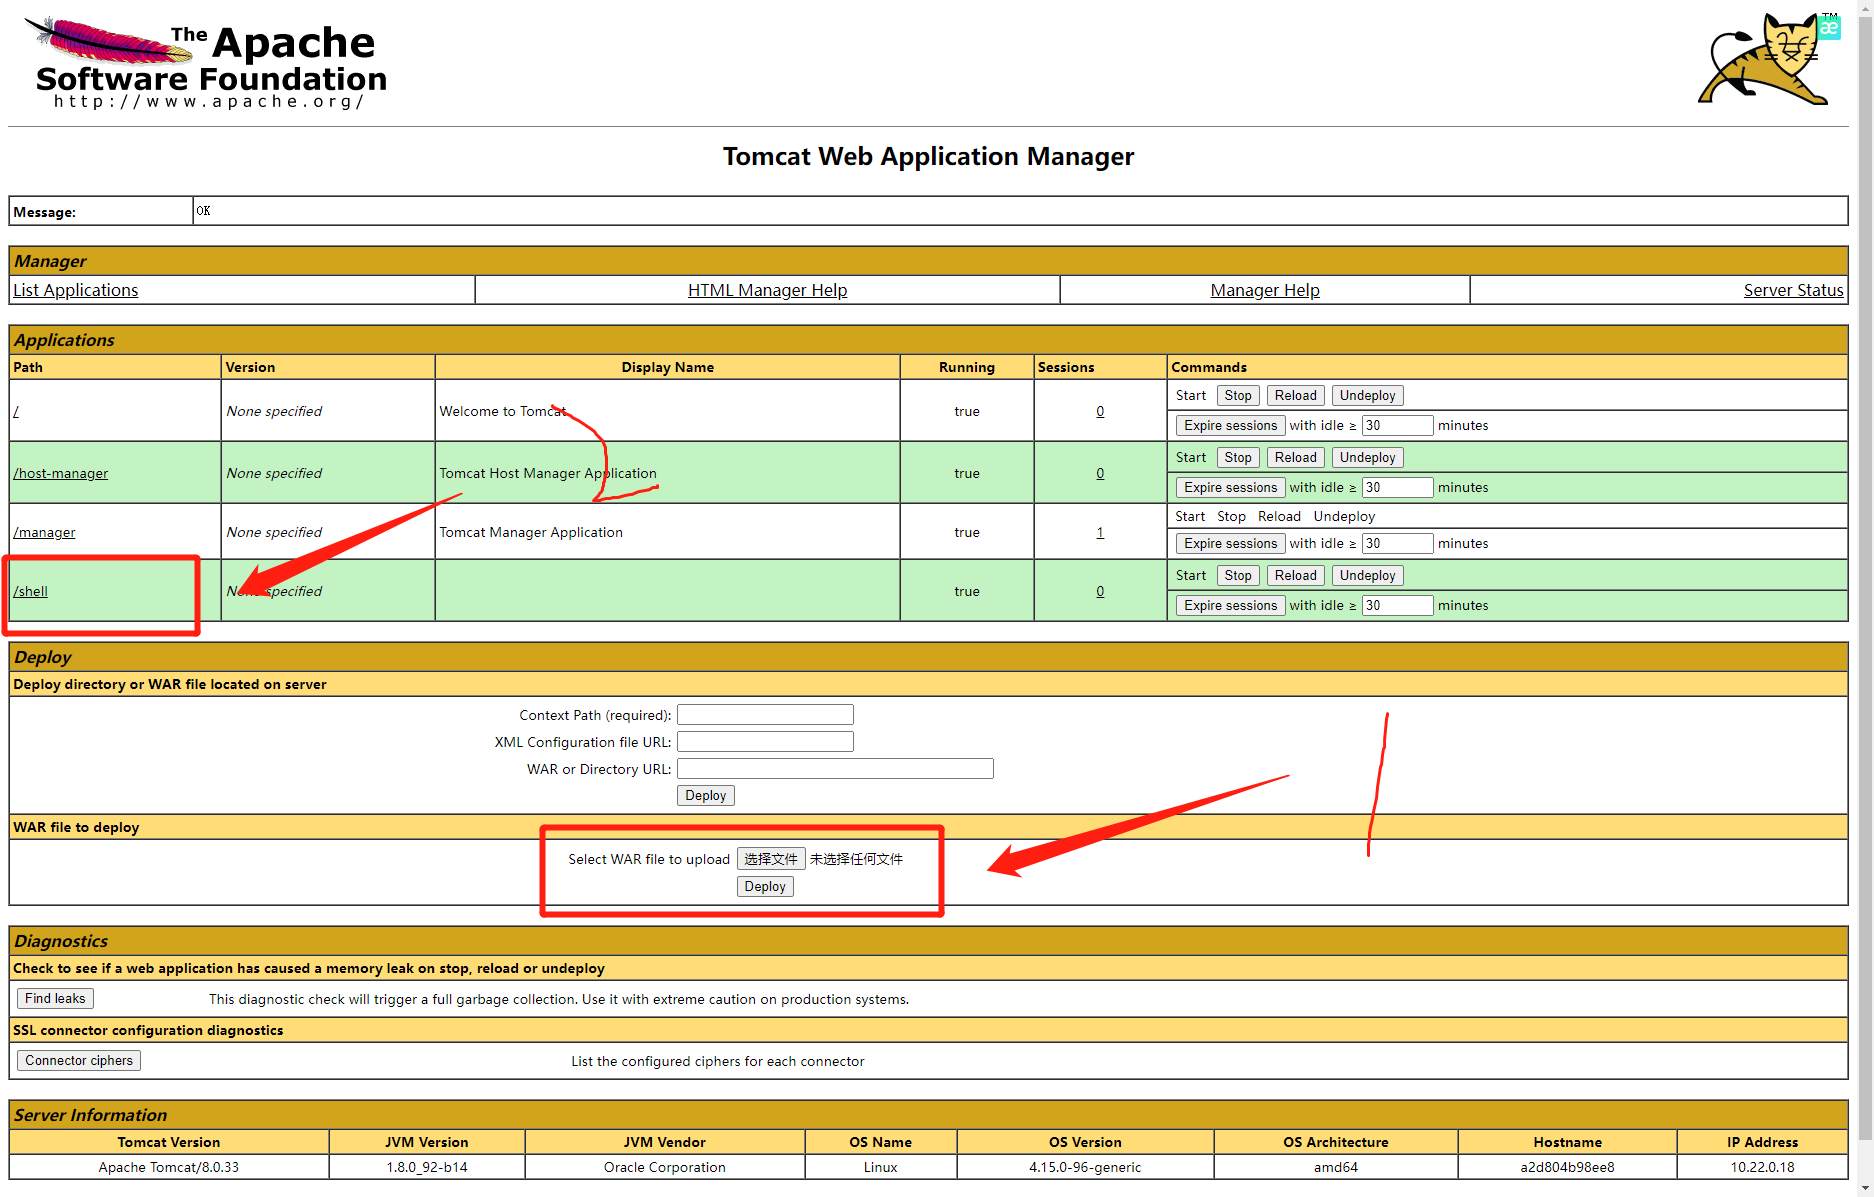 The Apache
Software Foundation
http://www.apache.org/
TM
æ
Tomcat Web Application Manager
Message: OK
Manager
List Applications HTML Manager Help Manager Help Server Status
Applications
Path Version Display Name Running Sessions Commands
/ None specified Welcome to Tomcat true 0 Start Stop Reload Undeploy
Expire sessions with idle ≥ 30 minutes
/host-manager None specified Tomcat Host Manager Application true 0 Start Stop Reload Undeploy
Expire sessions with idle ≥ 30 minutes
/manager None specified Tomcat Manager Application true 1 Start Stop Reload Undeploy
Expire sessions with idle ≥ 30 minutes
/shell None specified true 0 Start Stop Reload Undeploy
Expire sessions with idle ≥ 30 minutes
2
Deploy
Deploy directory or WAR file located on server
Context Path (required):
XML Configuration file URL:
WAR or Directory URL:
Deploy
1
WAR file to deploy
Select WAR file to upload 选择文件 未选择任何文件
Deploy
Diagnostics
Check to see if a web application has caused a memory leak on stop, reload or undeploy
Find leaks This diagnostic check will trigger a full garbage collection. Use it with extreme caution on production systems.
SSL connector configuration diagnostics
Connector ciphers List the configured ciphers for each connector
Server Information
Tomcat Version JVM Version JVM Vendor OS Name OS Version OS Architecture Hostname IP Address
Apache Tomcat/8.0.33 1.8.0_92-b14 Oracle Corporation Linux 4.15.0-96-generic amd64 a2d804b98ee8 10.22.0.18